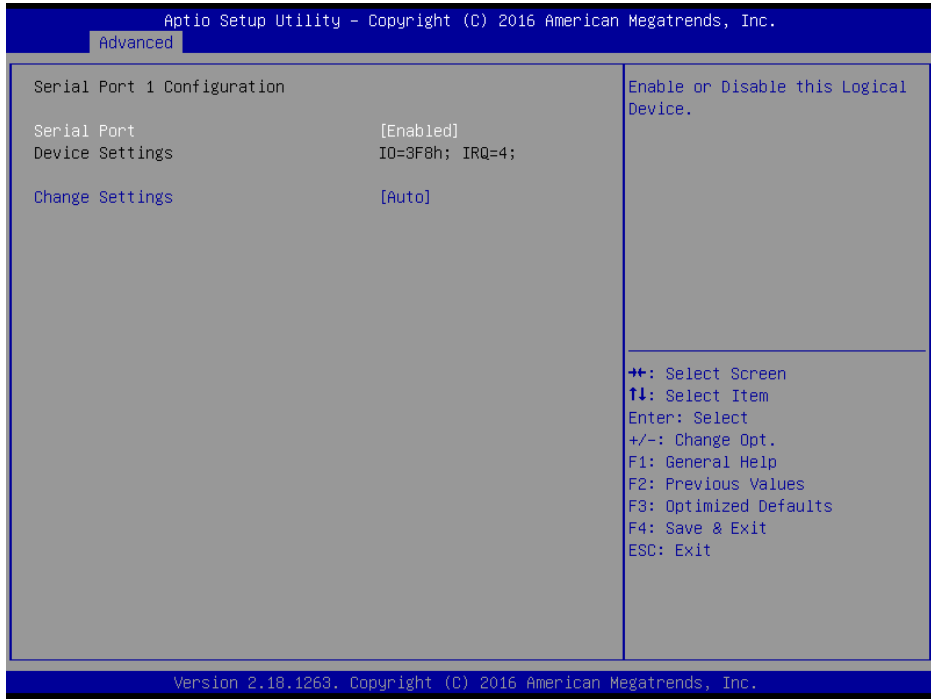 Aptio Setup Utility – Copyright (C) 2016 American Megatrends, Inc.
Advanced
Serial Port 1 Configuration
Serial Port [Enabled]
Device Settings IO=3F8h; IRQ=4;
Change Settings [Auto]
Enable or Disable this Logical
Device.
→←: Select Screen
↑↓: Select Item
Enter: Select
+/-: Change Opt.
F1: General Help
F2: Previous Values
F3: Optimized Defaults
F4: Save & Exit
ESC: Exit
Version 2.18.1263. Copyright (C) 2016 American Megatrends, Inc.